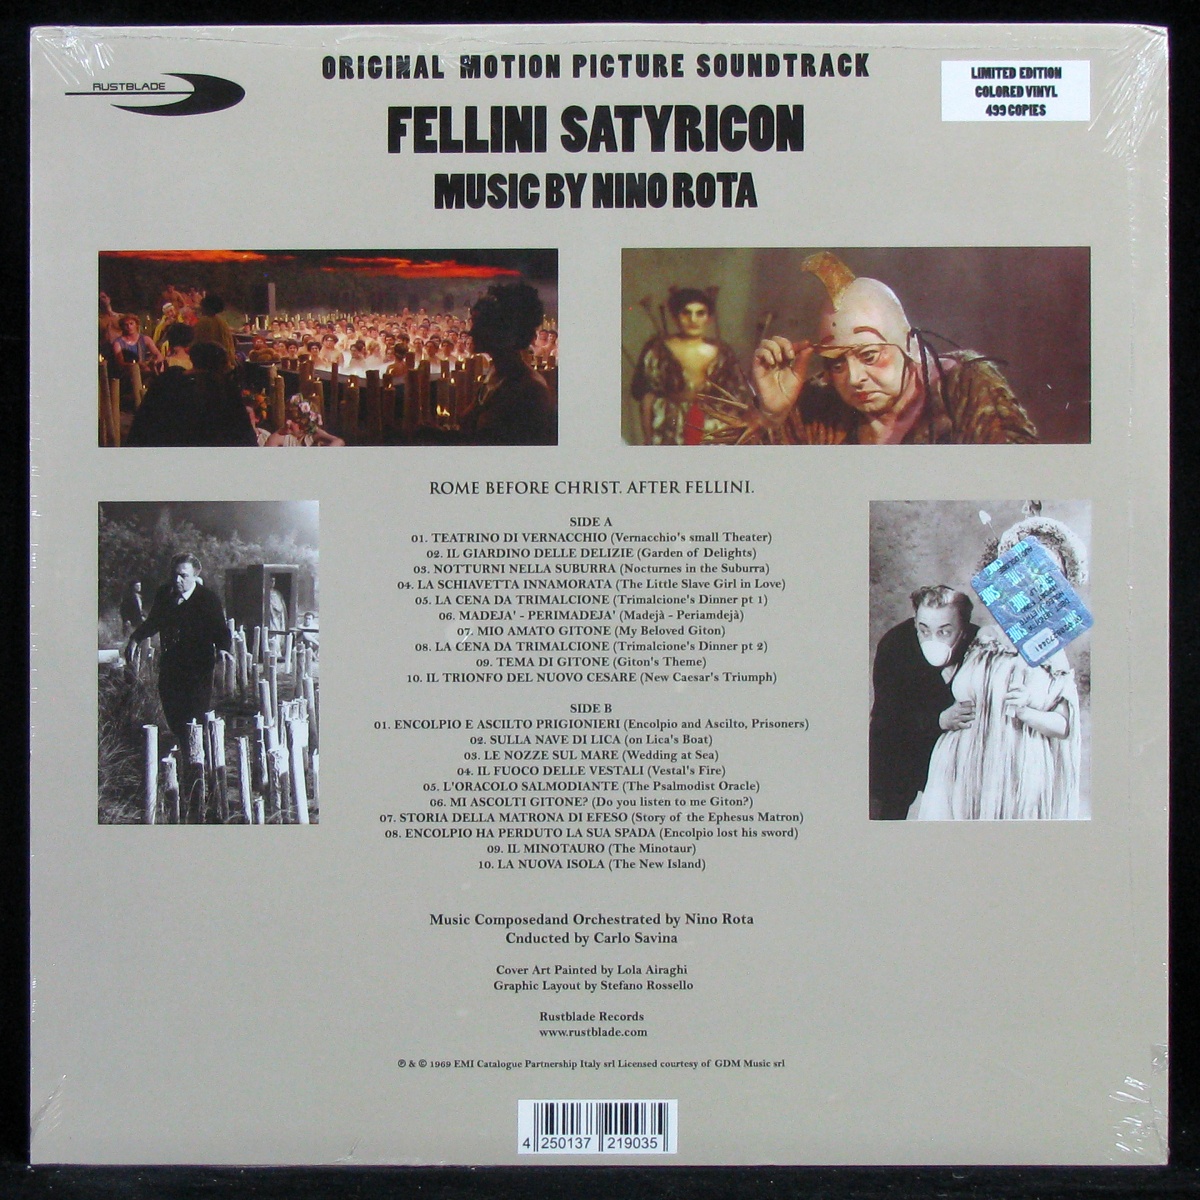 RUSTBLADE
ORIGINAL MOTION PICTURE SOUNDTRACK
FELLINI SATYRICON
MUSIC BY NINO ROTA
LIMITED EDITION
COLORED VINYL
499 COPIES
ROME BEFORE CHRIST. AFTER FELLINI.
SIDE A
01. TEATRINO DI VERNACCHIO (Vernacchio's small Theater)
02. IL GIARDINO DELLE DELIZIE (Garden of Delights)
03. NOTTURNI NELLA SUBURRA (Nocturnes in the Suburra)
04. LA SCHIAVETTA INNAMORATA (The Little Slave Girl in Love)
05. LA CENA DA TRIMALCIONE (Trimalcione's Dinner pt 1)
06. MADEJA' - PERIMADEJA' (Madejà - Periamdejà)
07. MIO AMATO GITONE (My Beloved Giton)
08. LA CENA DA TRIMALCIONE (Trimalcione's Dinner pt 2)
09. TEMA DI GITONE (Giton's Theme)
10. IL TRIONFO DEL NUOVO CESARE (New Caesar's Triumph)
SIDE B
01. ENCOLPIO E ASCILTO PRIGIONIERI (Encolpio and Ascilto, Prisoners)
02. SULLA NAVE DI LICA (on Lica's Boat)
03. LE NOZZE SUL MARE (Wedding at Sea)
04. IL FUOCO DELLE VESTALI (Vestal's Fire)
05. L'ORACOLO SALMODIANTE (The Psalmodist Oracle)
06. MI ASCOLTI GITONE? (Do you listen to me Giton?)
07. STORIA DELLA MATRONA DI EFESO (Story of the Ephesus Matron)
08. ENCOLPIO HA PERDUTO LA SUA SPADA (Encolpio lost his sword)
09. IL MINOTAURO (The Minotaur)
10. LA NUOVA ISOLA (The New Island)
Music Composedand Orchestrated by Nino Rota
Cnducted by Carlo Savina
Cover Art Painted by Lola Airaghi
Graphic Layout by Stefano Rossello
Rustblade Records
www.rustblade.com
℗ & © 1969 EMI Catalogue Partnership Italy srl Licensed courtesy of GDM Music srl
4 250137 219035